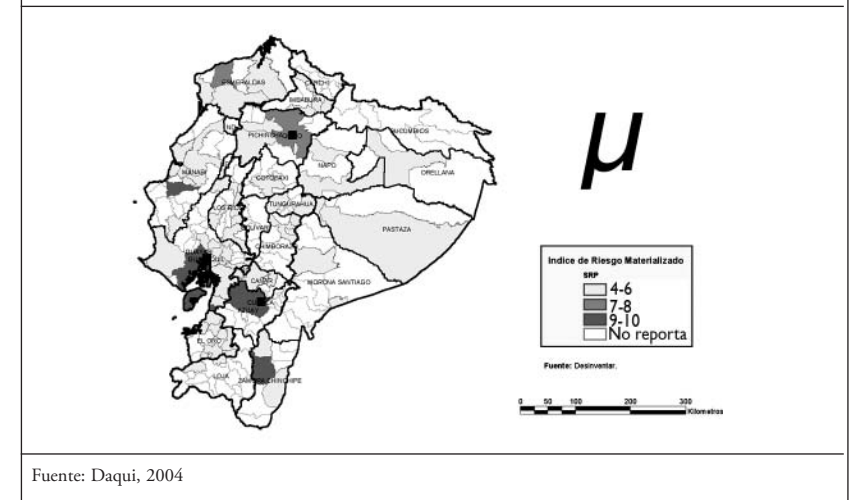 ESMERALDAS
CARCHI
IMBABURA
SUCUMBIOS
PICHINCHA
NAPO
ORELLANA
MANABI
COTOPAXI
LOS RIOS
TUNGURAHUA
BOLIVAR
PASTAZA
CHIMBORAZO
CAÑAR
MORONA SANTIAGO
AZUAY
EL ORO
LOJA
ZAMORA CHINCHIPE
μ
Indice de Riesgo Materializado
SRP
4-6
7-8
9-10
No reporta
Fuente: Desinventar.
0 50 100 200 300
Kilometros
Fuente: Daqui, 2004